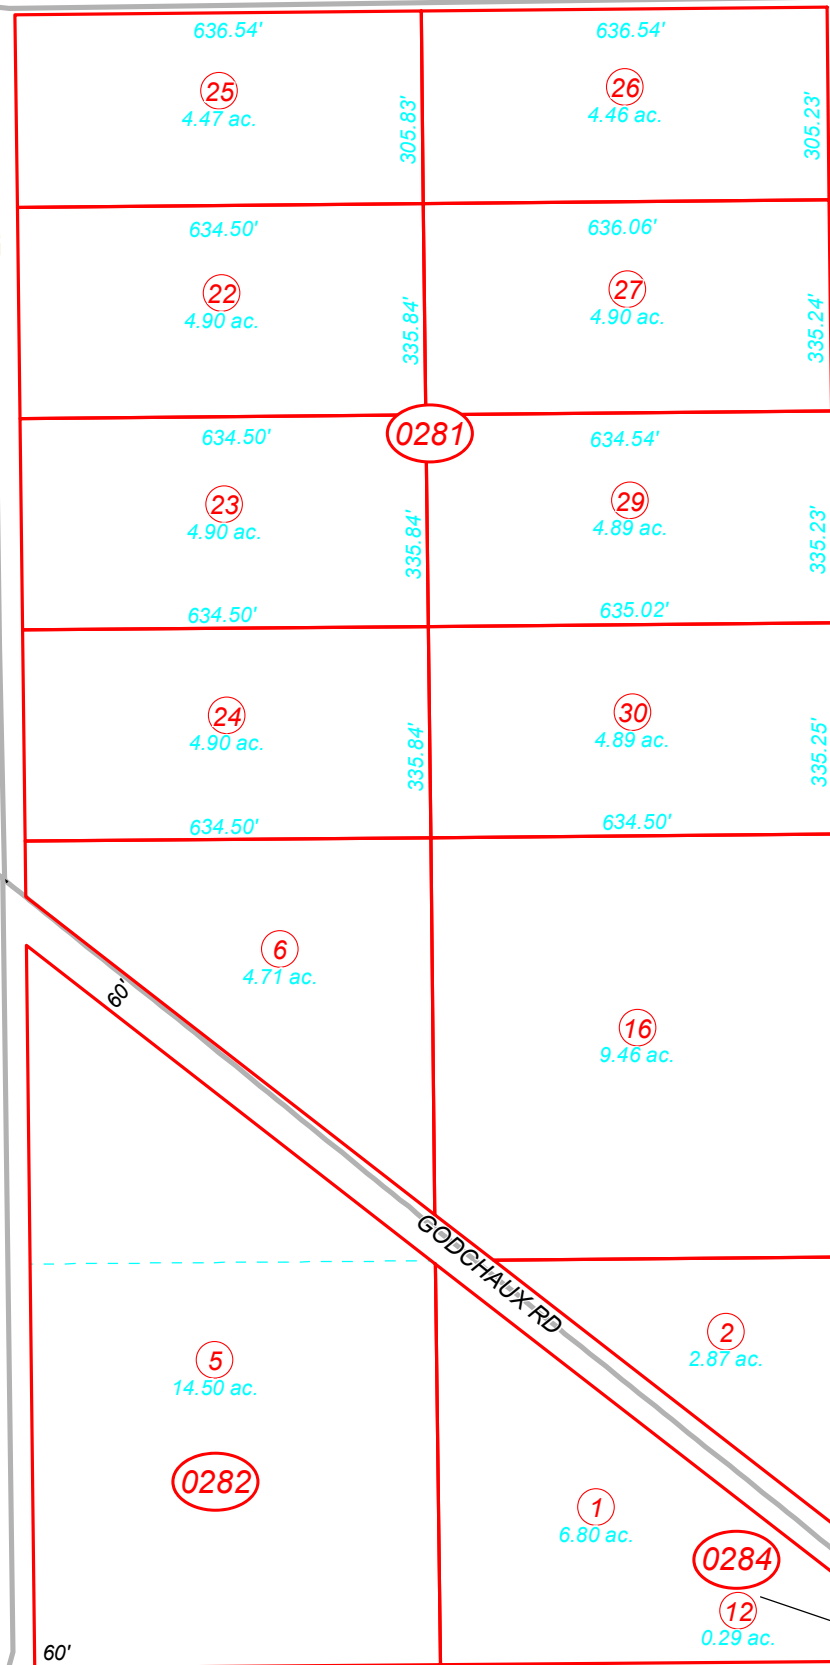 636.54'
636.54'
25
4.47 ac.
305.83'
26
4.46 ac.
305.23'
634.50'
636.06'
22
4.90 ac.
335.84'
27
4.90 ac.
335.24'
0281
634.50'
634.54'
23
4.90 ac.
335.84'
29
4.89 ac.
335.23'
634.50'
635.02'
24
4.90 ac.
335.84'
30
4.89 ac.
335.25'
634.50'
634.50'
6
4.71 ac.
60'
16
9.46 ac.
GODCHAUX RD
2
2.87 ac.
5
14.50 ac.
0282
1
6.80 ac.
0284
12
0.29 ac.
60'